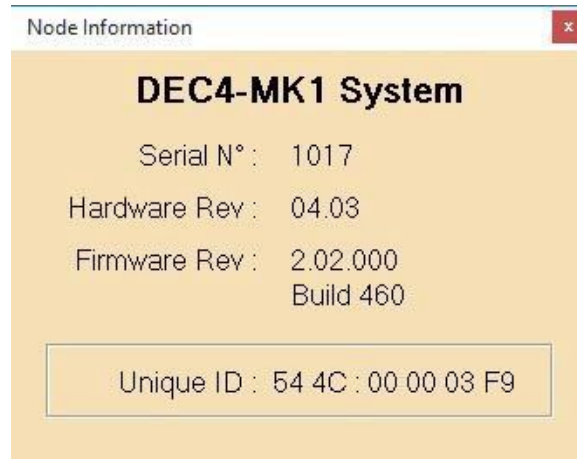 Node Information
x
DEC4-MK1 System
Serial N° : 1017
Hardware Rev : 04.03
Firmware Rev : 2.02.000
Build 460
Unique ID : 54 4C : 00 00 03 F9